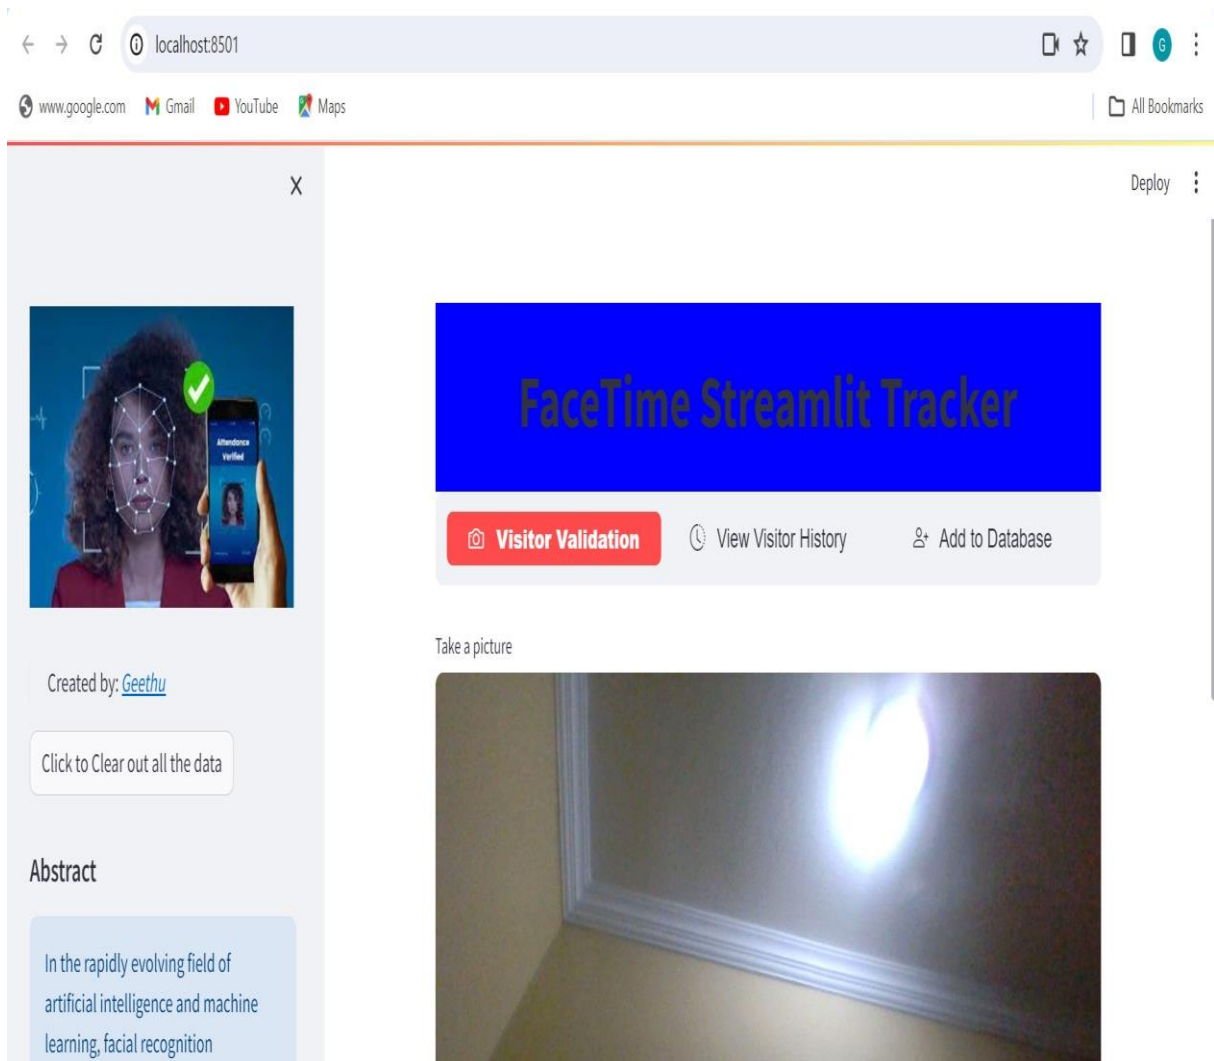 localhost:8501
G
www.google.com Gmail YouTube Maps All Bookmarks
X
Deploy
Attendance
Verified
FaceTime Streamlit Tracker
Visitor Validation View Visitor History Add to Database
Take a picture
Created by: Geethu
Click to Clear out all the data
Abstract
In the rapidly evolving field of
artificial intelligence and machine
learning, facial recognition